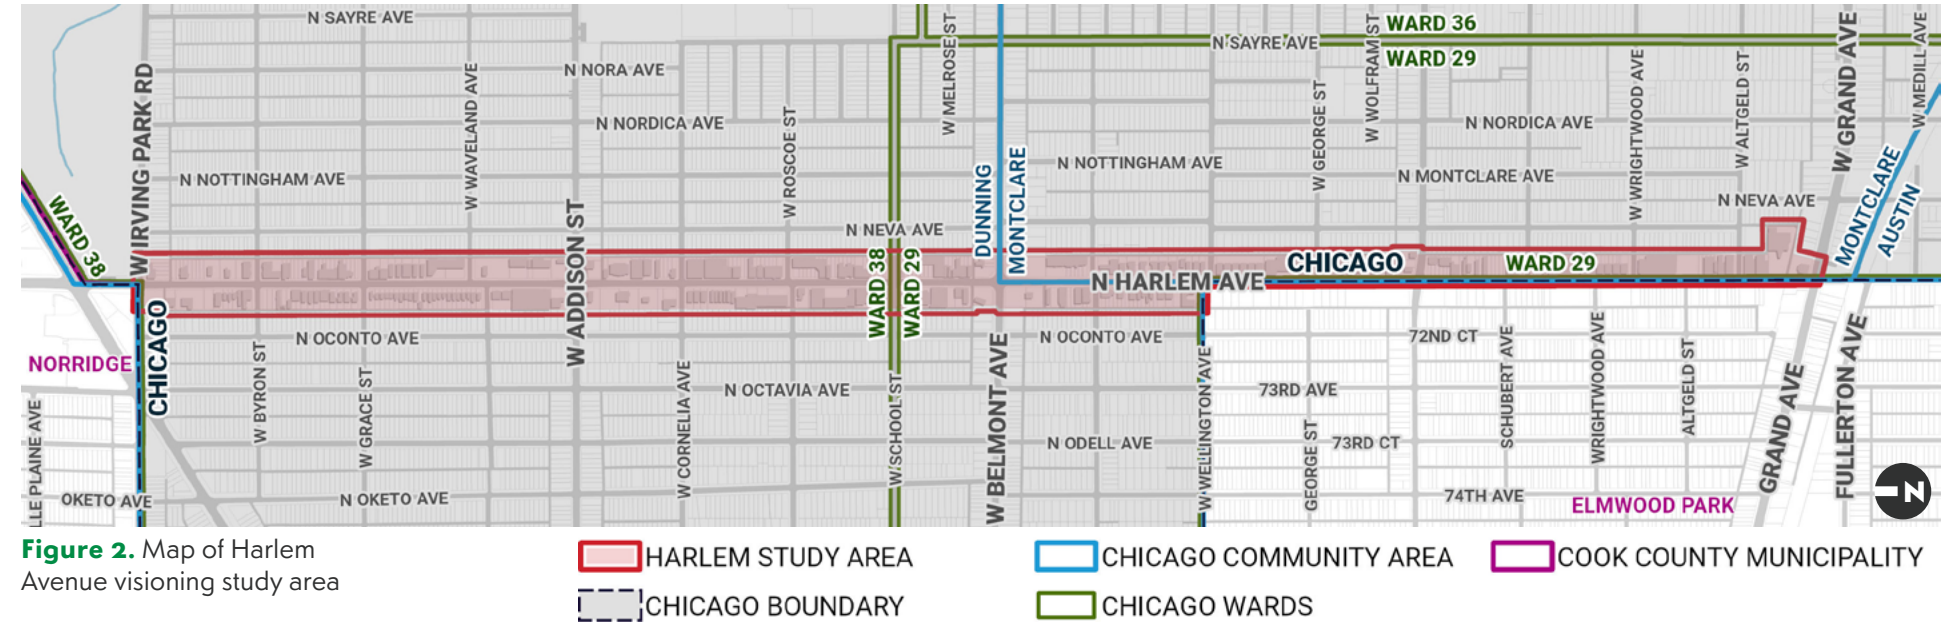 N SAYRE AVE
WARD 36
N SAYRE AVE
WARD 29
N NORA AVE
W IRVING PARK RD
W WAVELAND AVE
W ROSCOE ST
W MELROSE ST
W GEORGE ST
W WOLFRAM ST
W WRIGHTWOOD AVE
W ALTGELD ST
W GRAND AVE
W MEDILL AVE
N NORDICA AVE
N NORDICA AVE
N NOTTINGHAM AVE
N NOTTINGHAM AVE
N MONTCLARE AVE
N NEVA AVE
N NEVA AVE
WARD 38
W ADDISON ST
DUNNING
MONTCLARE
MONTCLARE
AUSTIN
WARD 38
WARD 29
CHICAGO
WARD 29
N HARLEM AVE
CHICAGO
NORRIDGE
N OCONTO AVE
N OCONTO AVE
72ND CT
W BYRON ST
W GRACE ST
W CORNELIA AVE
W SCHOOL ST
W BELMONT AVE
W WELLINGTON AVE
GEORGE ST
SCHUBERT AVE
WRIGHTWOOD AVE
ALTGELD ST
GRAND AVE
FULLERTON AVE
N OCTAVIA AVE
73RD AVE
N ODELL AVE
73RD CT
LLE PLAINE AVE
OKETO AVE
N OKETO AVE
74TH AVE
ELMWOOD PARK
N
Figure 2. Map of Harlem
Avenue visioning study area
HARLEM STUDY AREA
CHICAGO COMMUNITY AREA
COOK COUNTY MUNICIPALITY
CHICAGO BOUNDARY
CHICAGO WARDS